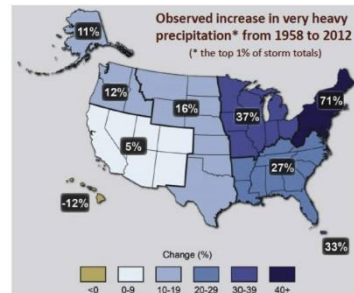 Observed increase in very heavy
precipitation* from 1958 to 2012
(* the top 1% of storm totals)
11%
12%
16%
37%
71%
5%
27%
-12%
33%
Change (%)
<0 0-9 10-19 20-29 30-39 40+